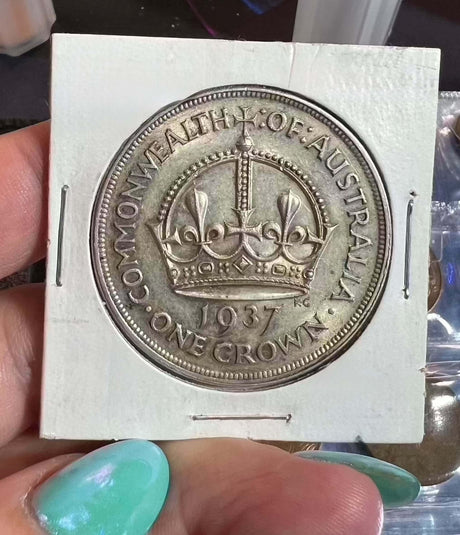 COMMONWEALTH·OF·AUSTRALIA·
KG
1937
·ONE CROWN·